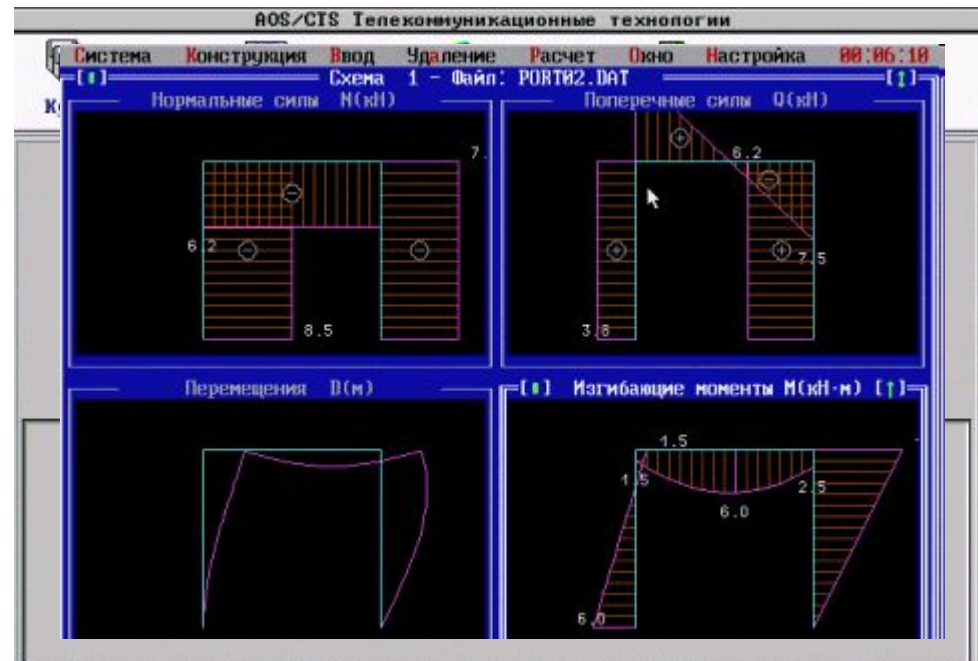 AOS/CTS Телекоммуникационные технологии
Система Конструкция Ввод Удаление Расчет Окно Настройка 00:06:10
Схема 1 - Файл: PORT02.DAT
Нормальные силы N(кН)
7.
6.2
8.5
Поперечные силы Q(кН)
6.2
7.5
3.8
Перемещения D(м)
Изгибающие моменты M(кН·м)
1.5
1.5
2.5
6.0
6.0